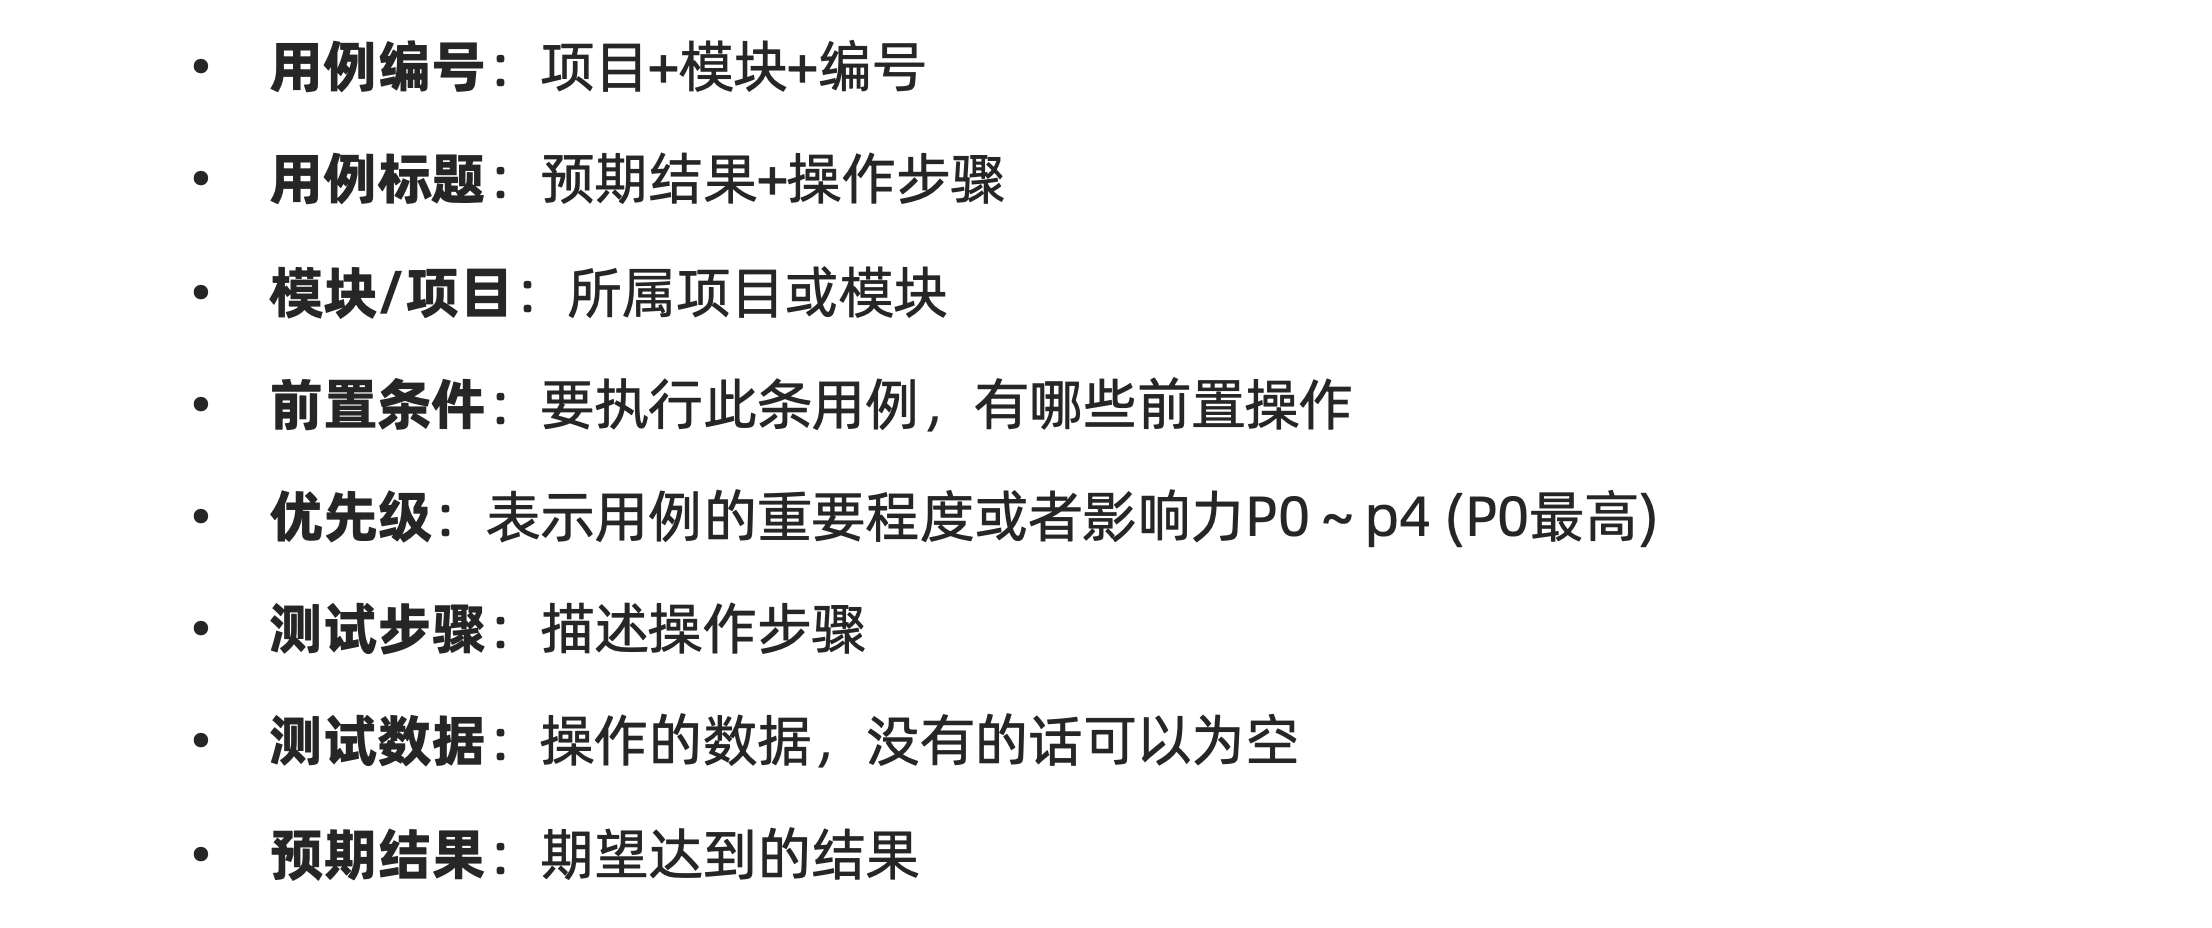 • 用例编号：项目+模块+编号
• 用例标题：预期结果+操作步骤
• 模块/项目：所属项目或模块
• 前置条件：要执行此条用例，有哪些前置操作
• 优先级：表示用例的重要程度或者影响力P0 ~ p4 (P0最高)
• 测试步骤：描述操作步骤
• 测试数据：操作的数据，没有的话可以为空
• 预期结果：期望达到的结果